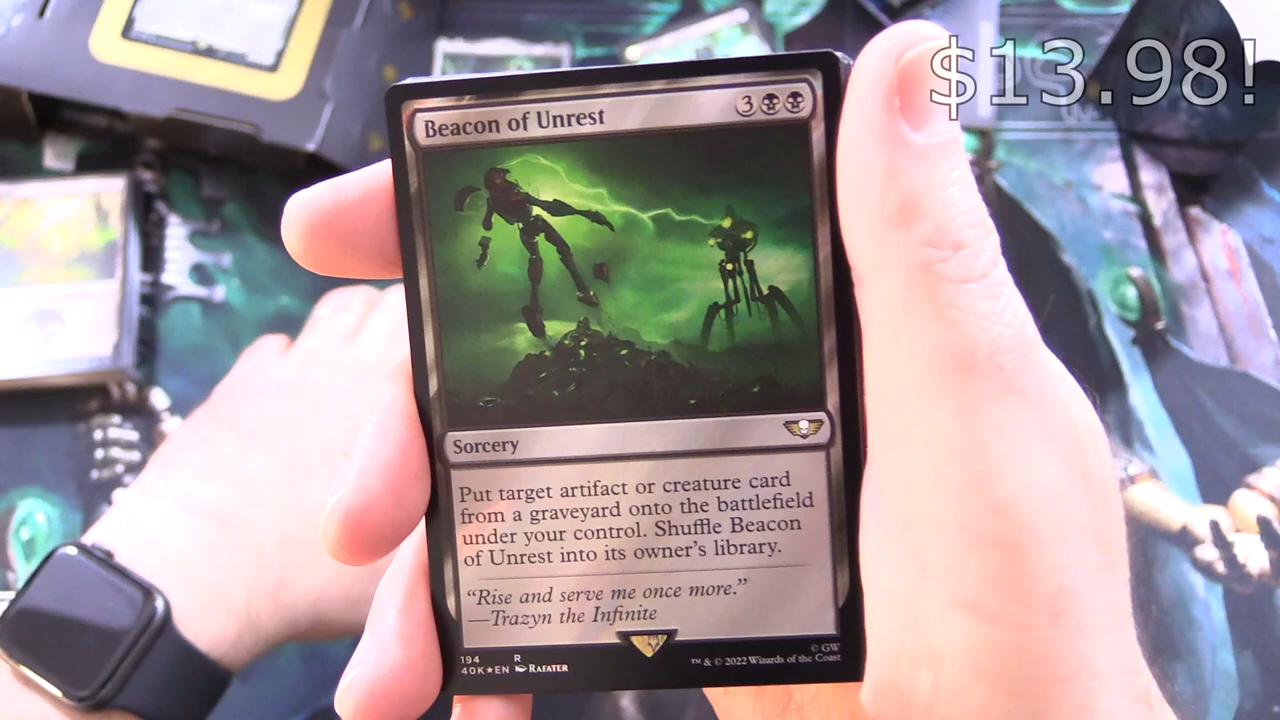 $13.98!
Beacon of Unrest
3
Sorcery
Put target artifact or creature card
from a graveyard onto the battlefield
under your control. Shuffle Beacon
of Unrest into its owner's library.
"Rise and serve me once more."
—Trazyn the Infinite
194 R
40K★EN Rafater
© GW
™ & © 2022 Wizards of the Coast